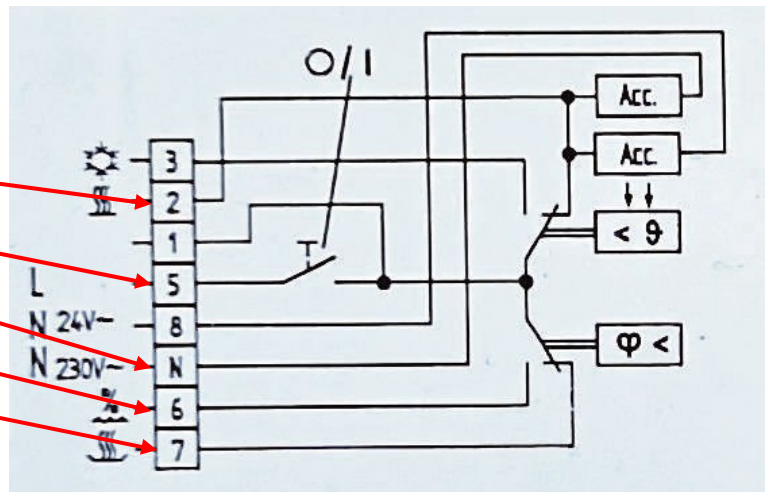 O/I
Acc.
3
Acc.
2
1
< ϑ
L
5
N 24V~
8
N 230V~
N
φ <
%
6
7